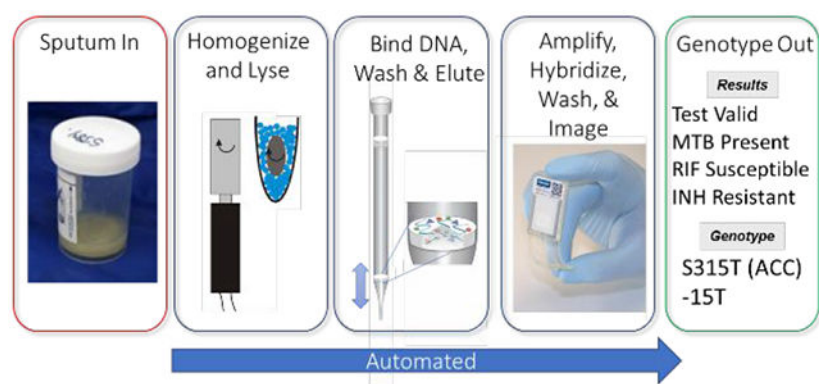 Sputum In
Homogenize
and Lyse
Bind DNA,
Wash & Elute
Amplify,
Hybridize,
Wash, &
Image
Genotype Out
Results
Test Valid
MTB Present
RIF Susceptible
INH Resistant
Genotype
S315T (ACC)
-15T
Automated